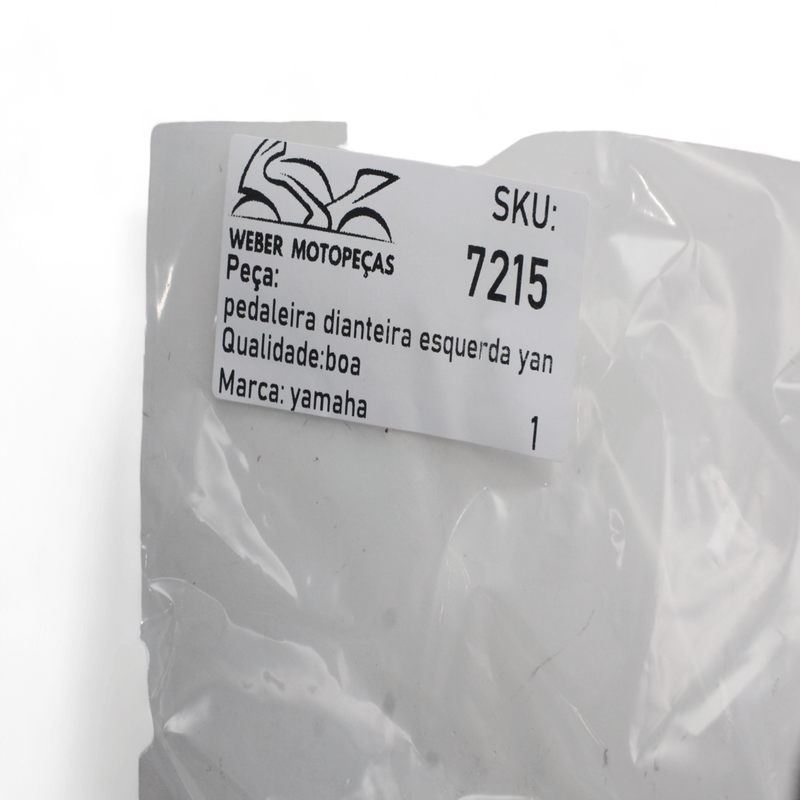 WEBER MOTOPEÇAS
SKU:
7215
Peça:
pedaleira dianteira esquerda yan
Qualidade:boa
Marca: yamaha
1